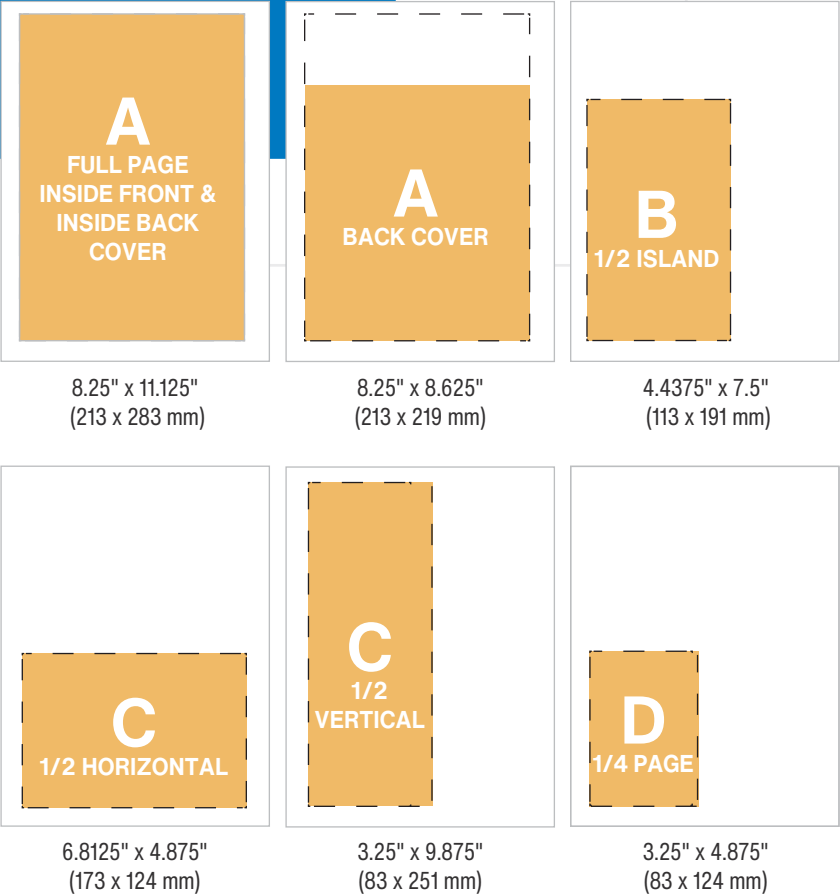 A
FULL PAGE
INSIDE FRONT &
INSIDE BACK
COVER
8.25" x 11.125"
(213 x 283 mm)
A
BACK COVER
8.25" x 8.625"
(213 x 219 mm)
B
1/2 ISLAND
4.4375" x 7.5"
(113 x 191 mm)
C
1/2 HORIZONTAL
6.8125" x 4.875"
(173 x 124 mm)
C
1/2
VERTICAL
3.25" x 9.875"
(83 x 251 mm)
D
1/4 PAGE
3.25" x 4.875"
(83 x 124 mm)